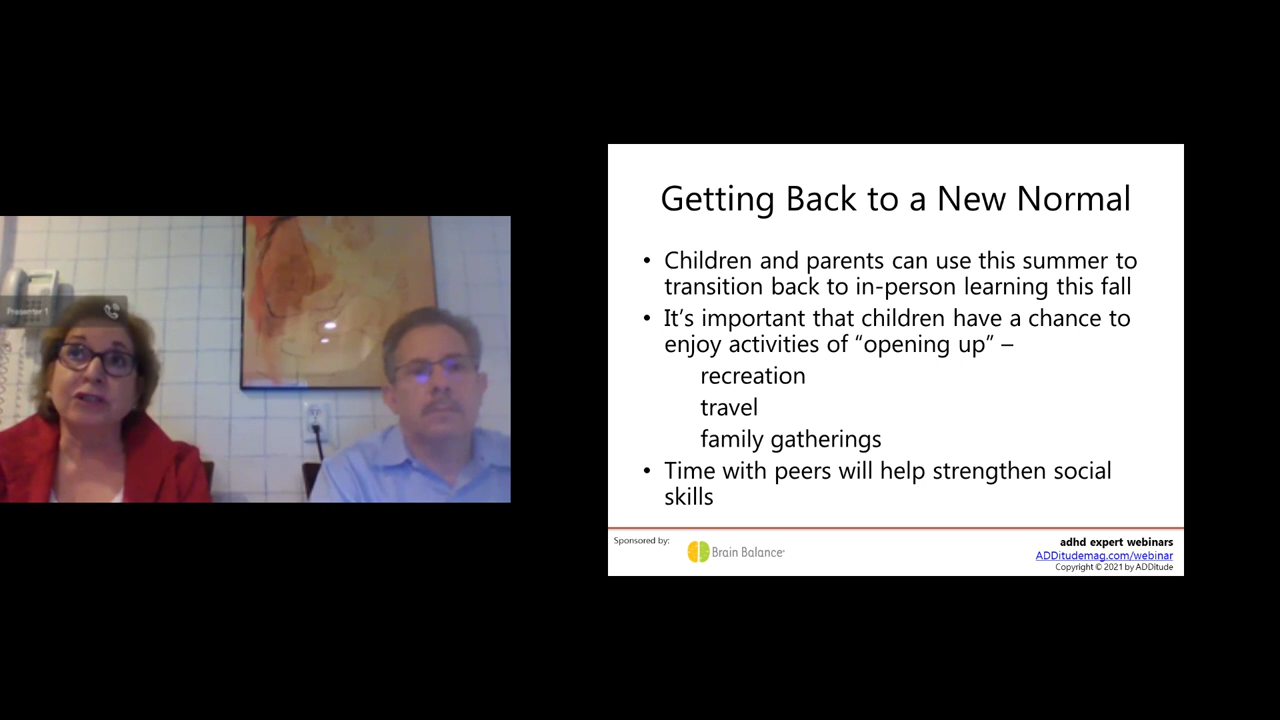 Presenter 1
Getting Back to a New Normal
• Children and parents can use this summer to
transition back to in-person learning this fall
• It’s important that children have a chance to
enjoy activities of “opening up” –
recreation
travel
family gatherings
• Time with peers will help strengthen social
skills
Sponsored by:
Brain Balance
adhd expert webinars
ADDitudemag.com/webinar
Copyright © 2021 by ADDitude